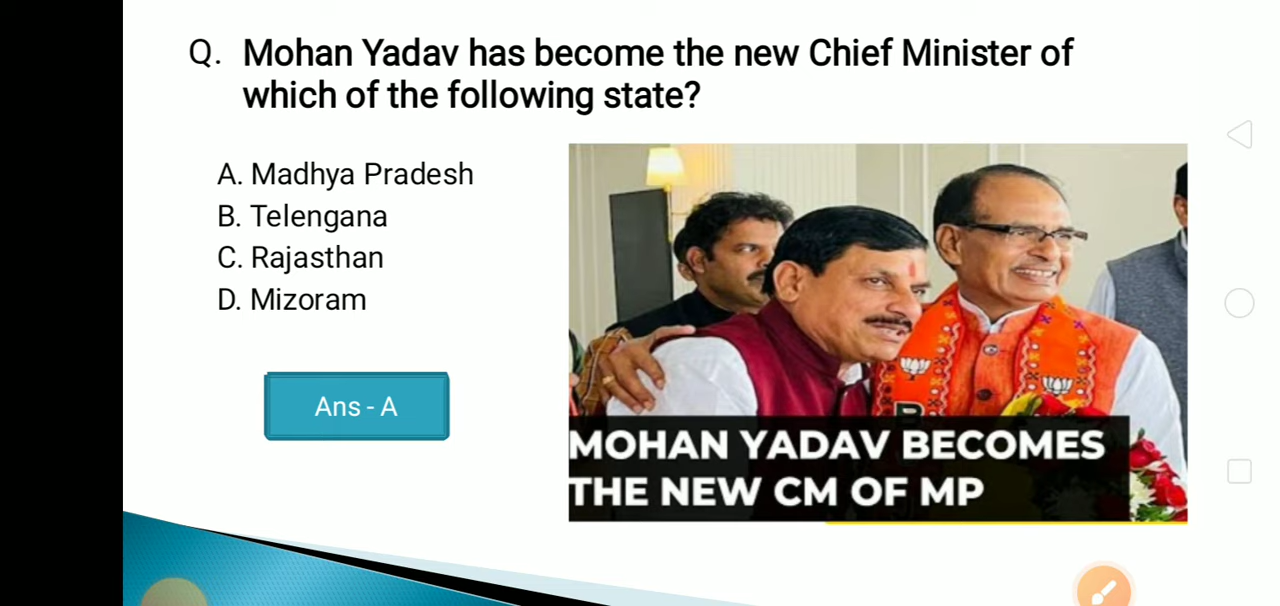 Q. Mohan Yadav has become the new Chief Minister of
which of the following state?
A. Madhya Pradesh
B. Telengana
C. Rajasthan
D. Mizoram
Ans - A
MOHAN YADAV BECOMES
THE NEW CM OF MP